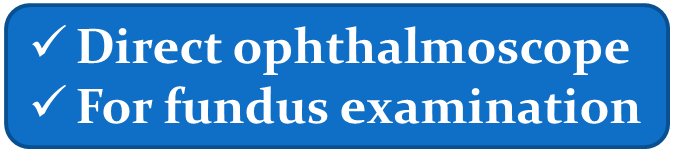 ✓ Direct ophthalmoscope
✓ For fundus examination